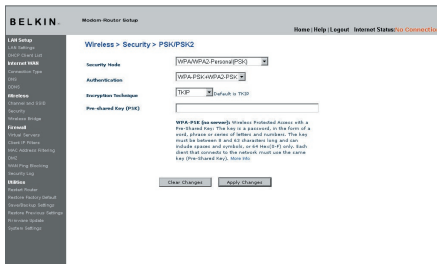 BELKIN
Modem-Router Setup
Home | Help | Logout Internet Status: No Connection
LAN Setup
LAN Settings
DHCP Client List
Internet WAN
Connection Type
DNS
DDNS
Wireless
Channel and SSID
Security
Wireless Bridge
Firewall
Virtual Servers
Client IP Filters
MAC Address Filtering
DMZ
WAN Ping Blocking
Security Log
Utilities
Restart Router
Restore Factory Default
Save/Backup Settings
Restore Previous Settings
Firmware Update
System Settings
Wireless > Security > PSK/PSK2
Security Mode
WPA/WPA2-Personal(PSK)
Authentication
WPA-PSK+WPA2-PSK
Encryption Technique
TKIP
Default is TKIP
Pre-shared Key (PSK)
WPA-PSK (no server): Wireless Protected Access with a
Pre-Shared Key: The key is a password, in the form of a
word, phrase or series of letters and numbers. The key
must be between 8 and 63 characters long and can
include spaces and symbols, or 64 Hex(0-F) only. Each
client that connects to the network must use the same
key (Pre-Shared Key). More Info
Clear Changes
Apply Changes